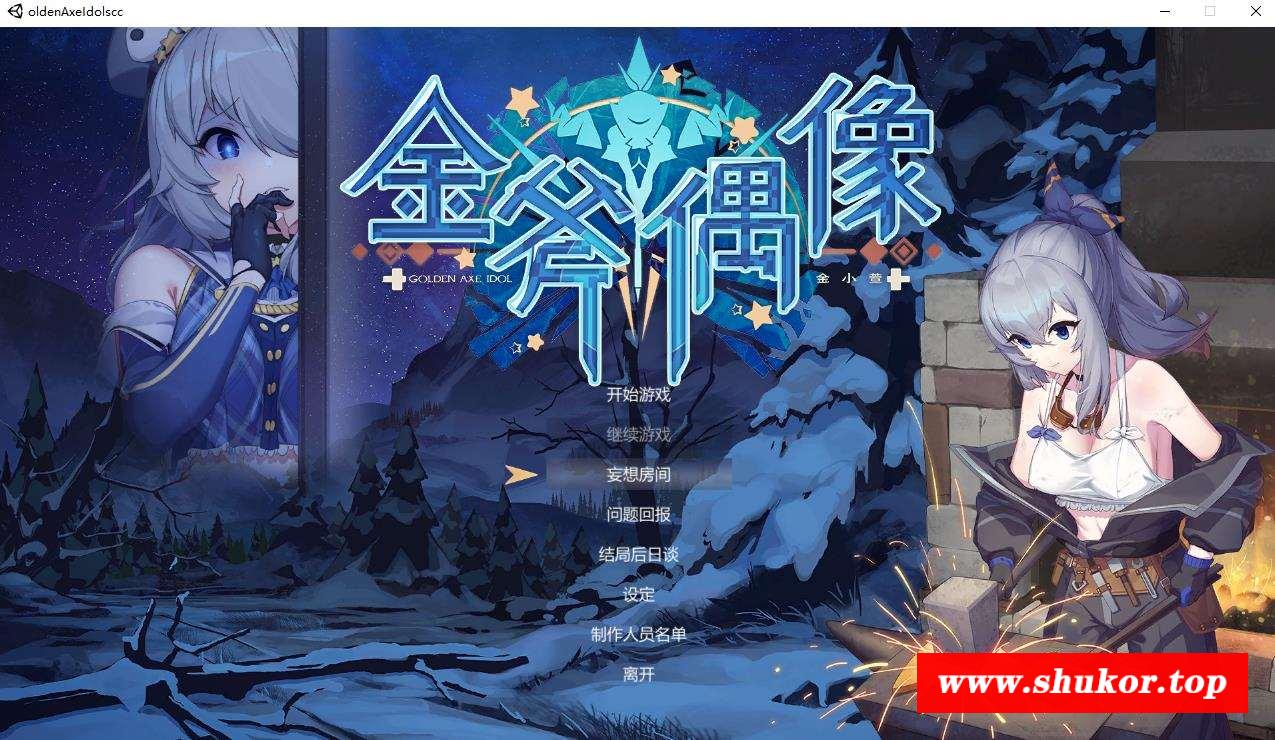 oldenAxeIdolscc
金斧偶像
GOLDEN AXE IDOL
金小萱
开始游戏
继续游戏
妄想房间
问题回报
结局后日谈
设定
制作人员名单
离开
www.shukor.top